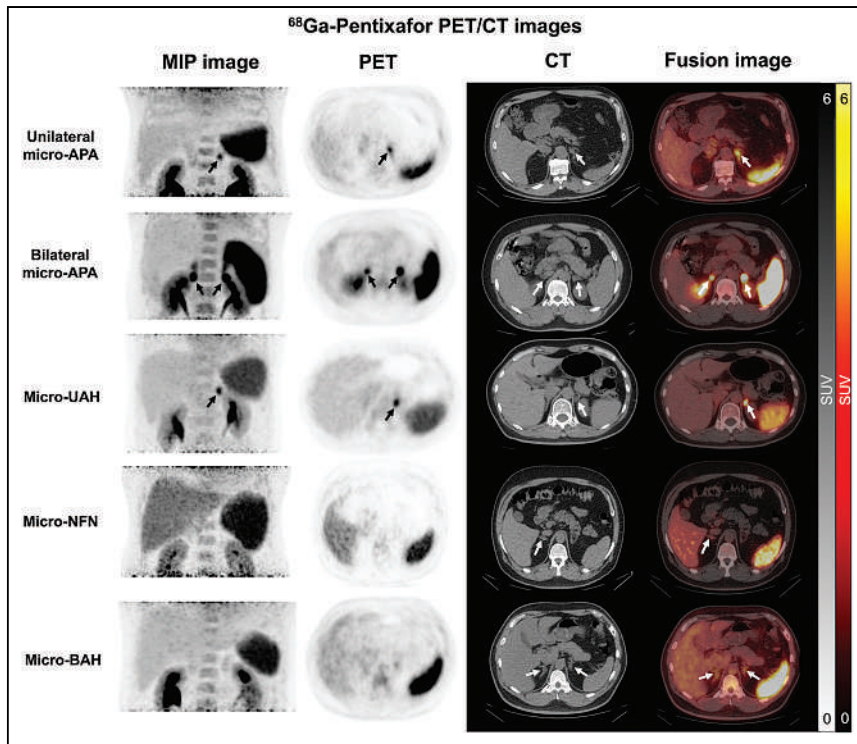 ⁶⁸Ga-Pentixafor PET/CT images
MIP image
PET
CT
Fusion image
Unilateral
micro-APA
Bilateral
micro-APA
Micro-UAH
Micro-NFN
Micro-BAH
6
SUV
0
6
SUV
0